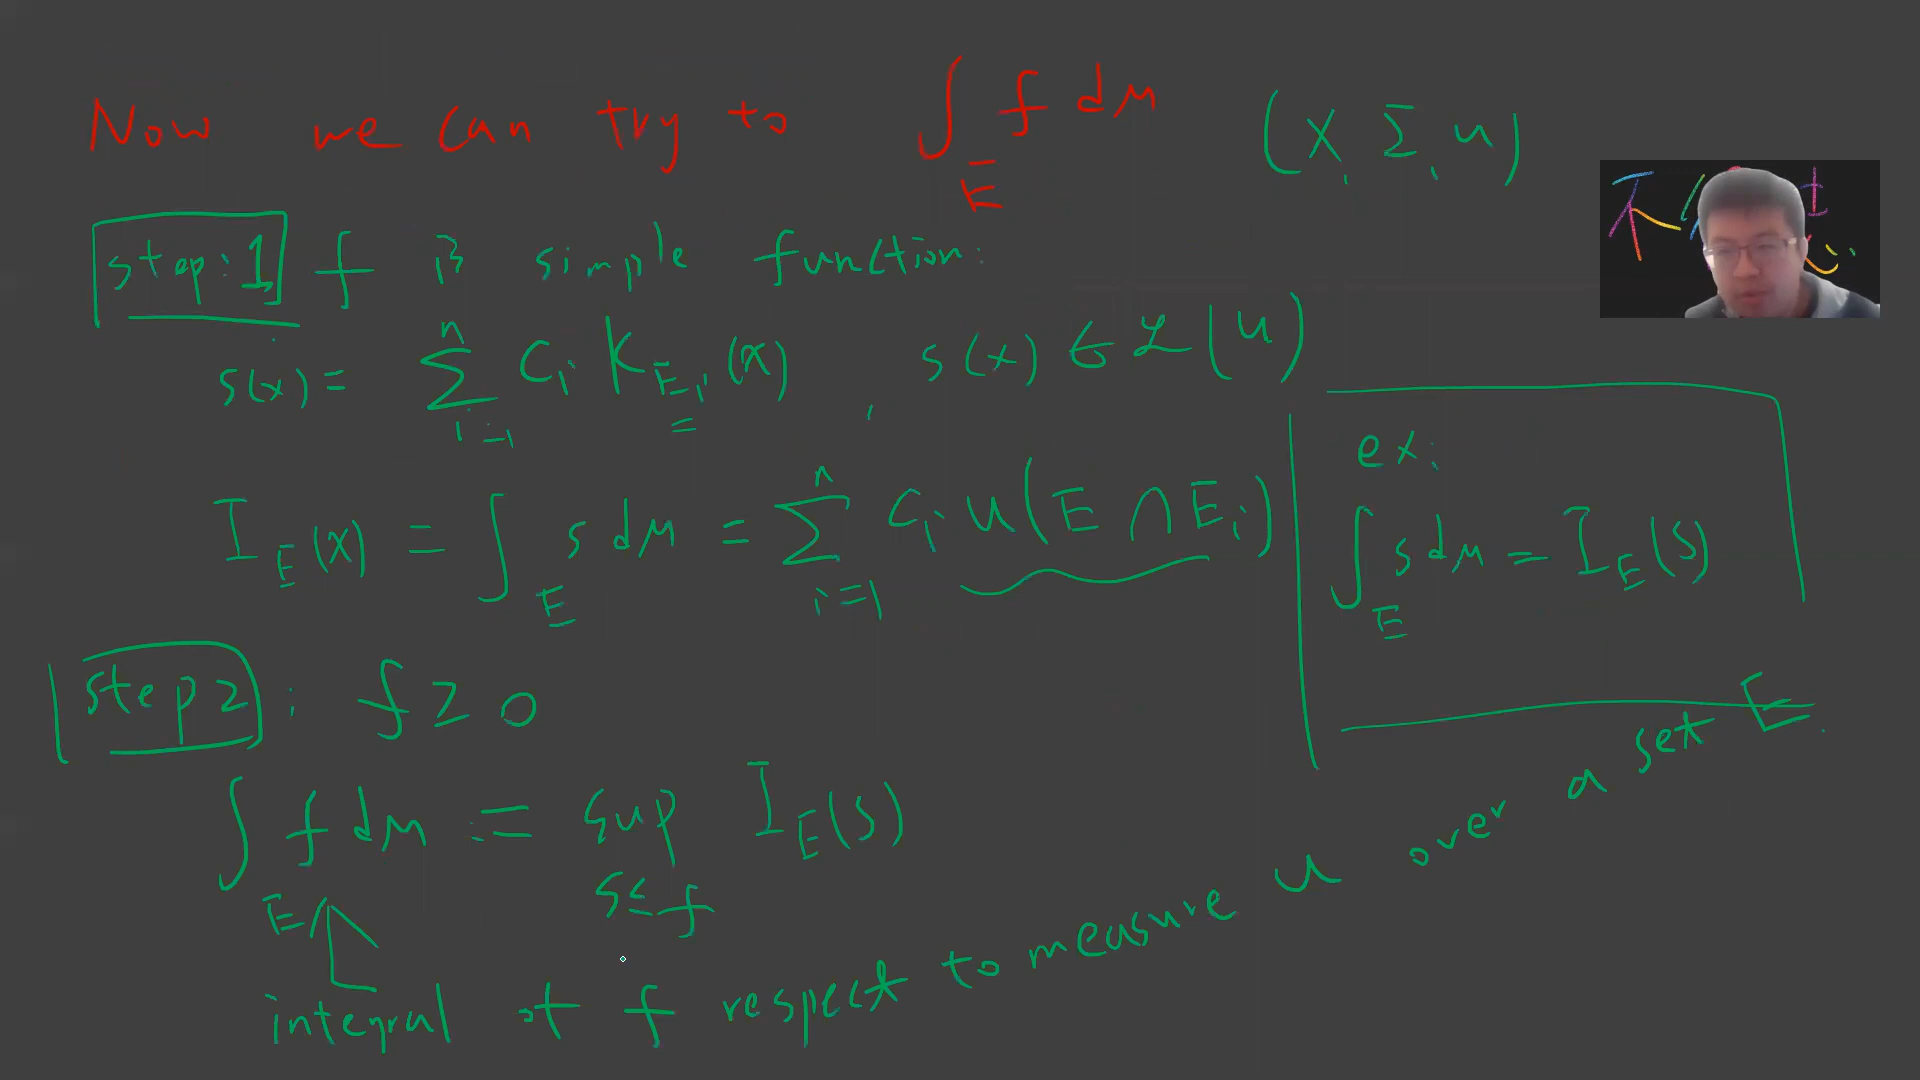 Now we can try to ∫_E f dμ (X, Σ, u)
step:1 f is simple function:
s(x) = ∑_{i=1}^{n} C_i K_{E_i}(x) , s(x) ∈ ℒ(u)
I_E(x) = ∫_E s dμ = ∑_{i=1}^{n} C_i u(E ∩ E_i)
ex:
∫_E s dμ = I_E(s)
step 2 : f ≥ 0
∫_E f dμ := sup_{s≤f} I_E(s)
integral of f respect to measure u over a set E.